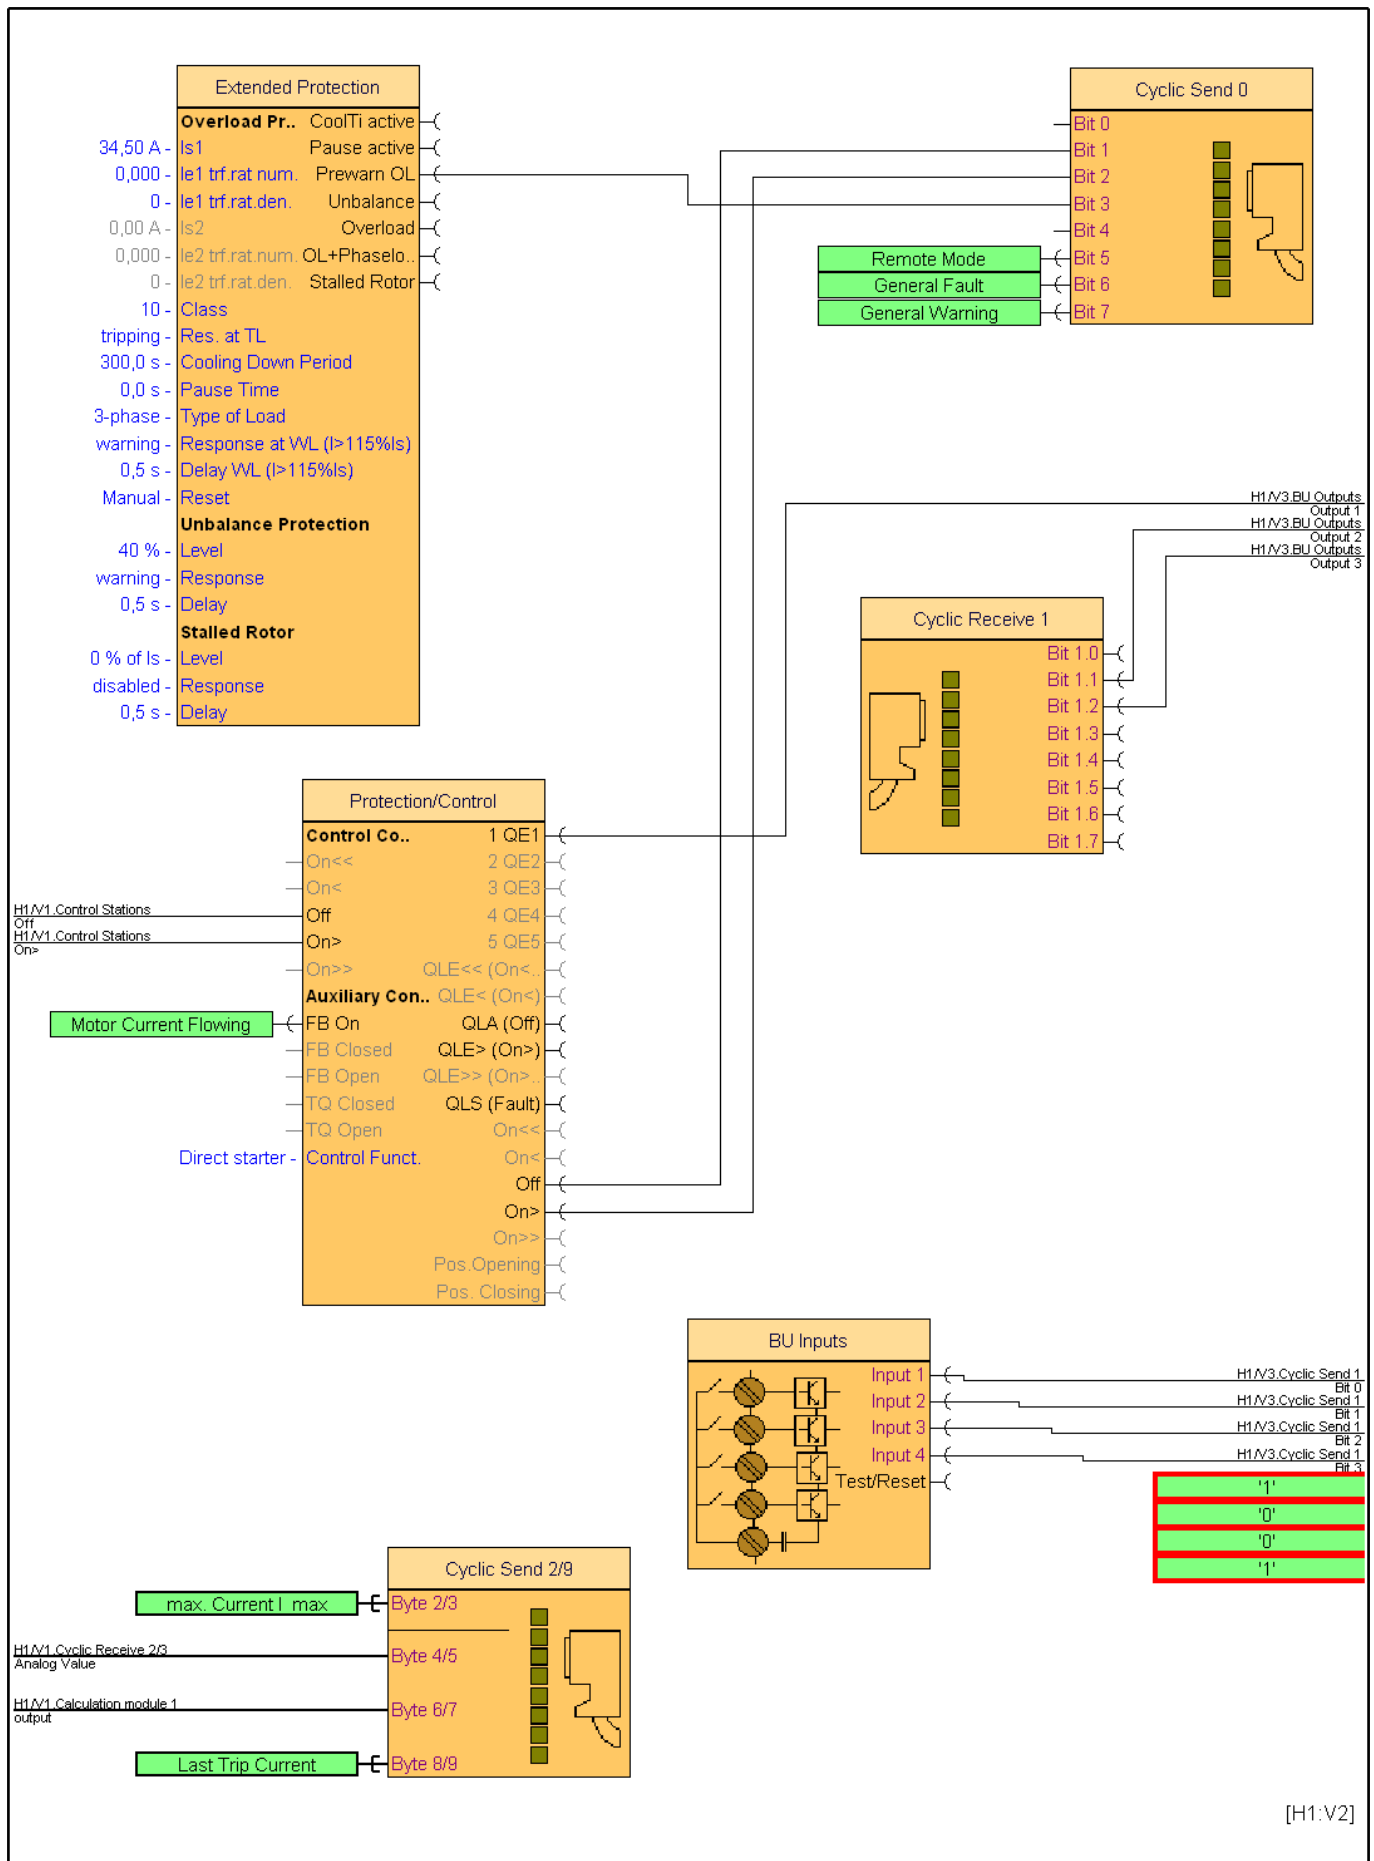 Extended Protection
Overload Pr.. CoolTi active
34,50 A - Is1 Pause active
0,000 - Ie1 trf.rat num. Prewarn OL
0 - Ie1 trf.rat.den. Unbalance
0,00 A - Is2 Overload
0,000 - Ie2 trf.rat.num. OL+Phaselo..
0 - Ie2 trf.rat.den. Stalled Rotor
10 - Class
tripping - Res. at TL
300,0 s - Cooling Down Period
0,0 s - Pause Time
3-phase - Type of Load
warning - Response at WL (I>115%Is)
0,5 s - Delay WL (I>115%Is)
Manual - Reset
Unbalance Protection
40 % - Level
warning - Response
0,5 s - Delay
Stalled Rotor
0 % of Is - Level
disabled - Response
0,5 s - Delay
Cyclic Send 0
Bit 0
Bit 1
Bit 2
Bit 3
Bit 4
Remote Mode Bit 5
General Fault Bit 6
General Warning Bit 7
H1/V3.BU Outputs
Output 1
H1/V3.BU Outputs
Output 2
H1/V3.BU Outputs
Output 3
Cyclic Receive 1
Bit 1.0
Bit 1.1
Bit 1.2
Bit 1.3
Bit 1.4
Bit 1.5
Bit 1.6
Bit 1.7
Protection/Control
Control Co.. 1 QE1
On<< 2 QE2
On< 3 QE3
H1/V1.Control Stations
Off
Off 4 QE4
H1/V1.Control Stations
On>
On> 5 QE5
On>> QLE<< (On<..
Auxiliary Con.. QLE< (On<)
Motor Current Flowing FB On QLA (Off)
FB Closed QLE> (On>)
FB Open QLE>> (On>..
TQ Closed QLS (Fault)
TQ Open On<<
Direct starter - Control Funct. On<
Off
On>
On>>
Pos.Opening
Pos. Closing
BU Inputs
Input 1
Input 2
Input 3
Input 4
Test/Reset
H1/V3.Cyclic Send 1
Bit 0
H1/V3.Cyclic Send 1
Bit 1
H1/V3.Cyclic Send 1
Bit 2
H1/V3.Cyclic Send 1
Bit 3
'1'
'0'
'0'
'1'
Cyclic Send 2/9
max. Current I_max Byte 2/3
H1/V1.Cyclic Receive 2/3
Analog Value
Byte 4/5
H1/V1.Calculation module 1
output
Byte 6/7
Last Trip Current Byte 8/9
[H1:V2]